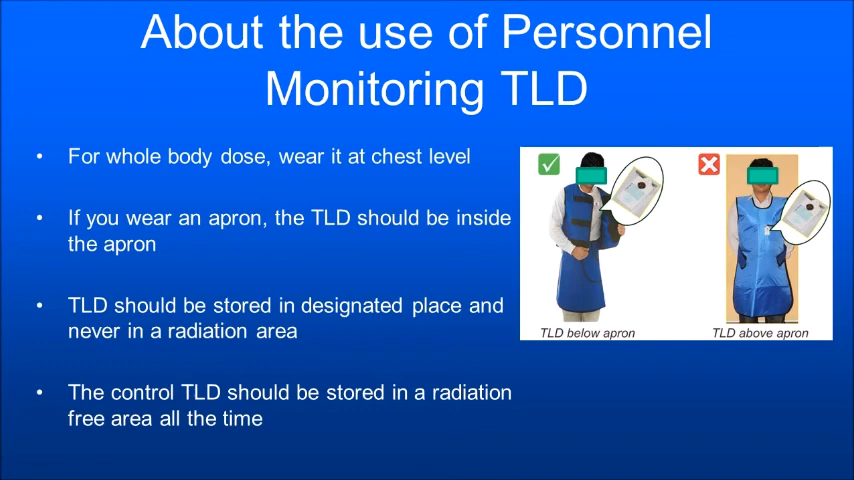 About the use of Personnel
Monitoring TLD
• For whole body dose, wear it at chest level
• If you wear an apron, the TLD should be inside
the apron
• TLD should be stored in designated place and
never in a radiation area
• The control TLD should be stored in a radiation
free area all the time
TLD below apron
TLD above apron